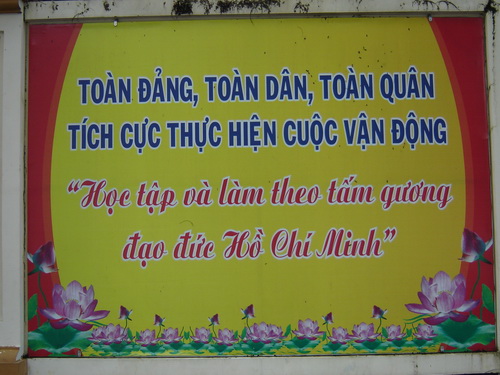 TOÀN ĐẢNG, TOÀN DÂN, TOÀN QUÂN
TÍCH CỰC THỰC HIỆN CUỘC VẬN ĐỘNG
“Học tập và làm theo tấm gương
đạo đức Hồ Chí Minh”